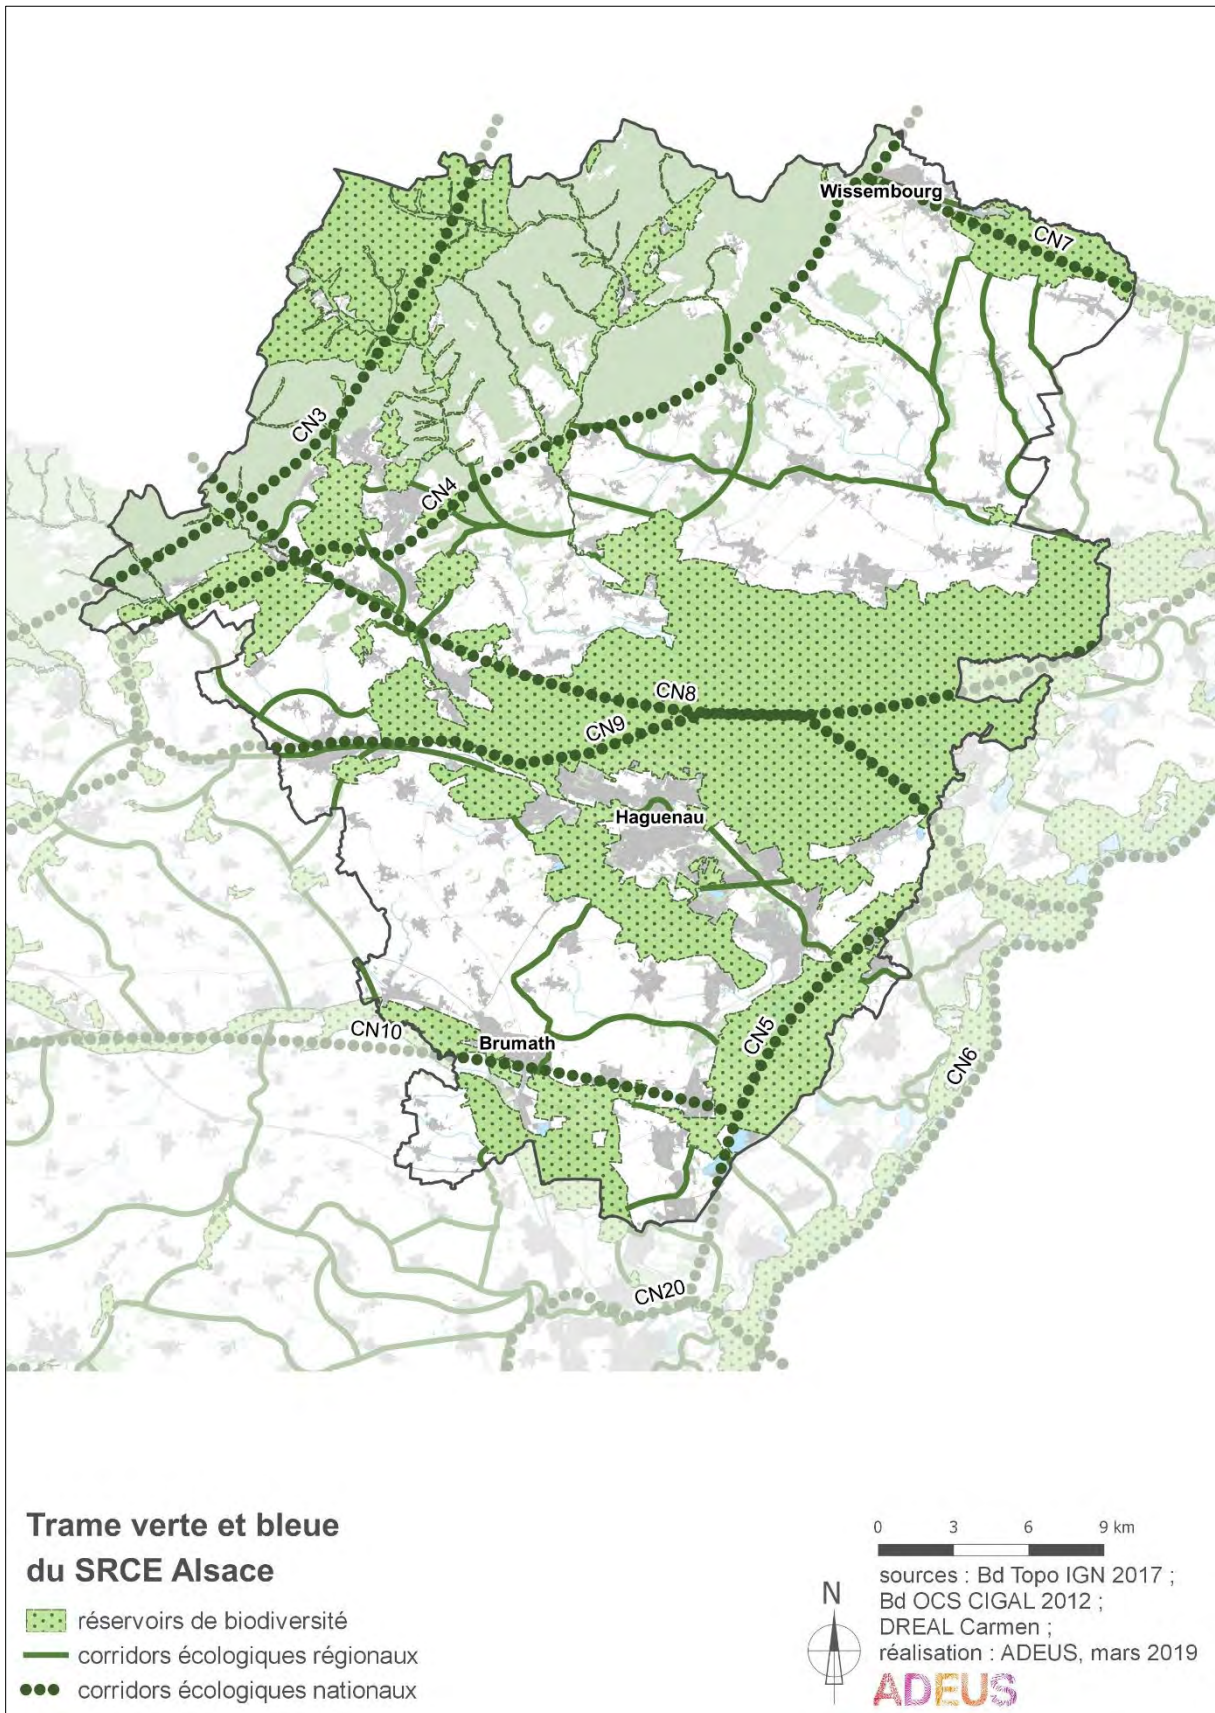 Wissembourg
CN7
CN3
CN4
CN8
CN9
Haguenau
CN10
Brumath
CN5
CN6
CN20
Trame verte et bleue
du SRCE Alsace
réservoirs de biodiversité
corridors écologiques régionaux
corridors écologiques nationaux
0 3 6 9 km
sources : Bd Topo IGN 2017 ;
Bd OCS CIGAL 2012 ;
DREAL Carmen ;
réalisation : ADEUS, mars 2019
N
ADEUS